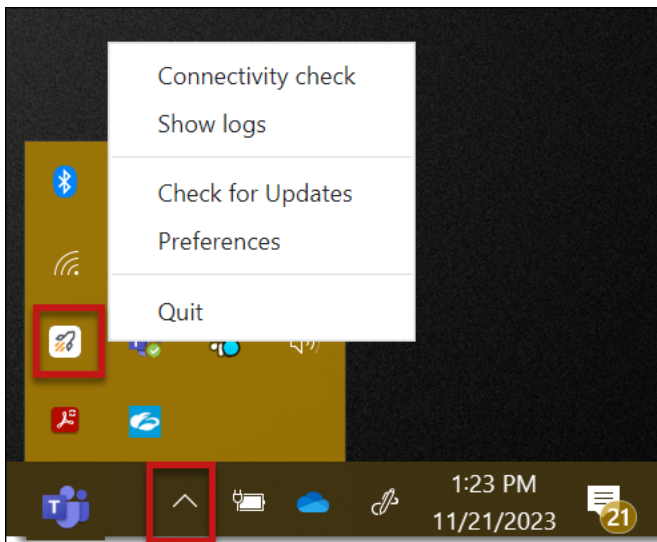 Connectivity check
Show logs
Check for Updates
Preferences
Quit
T
1:23 PM
11/21/2023
21